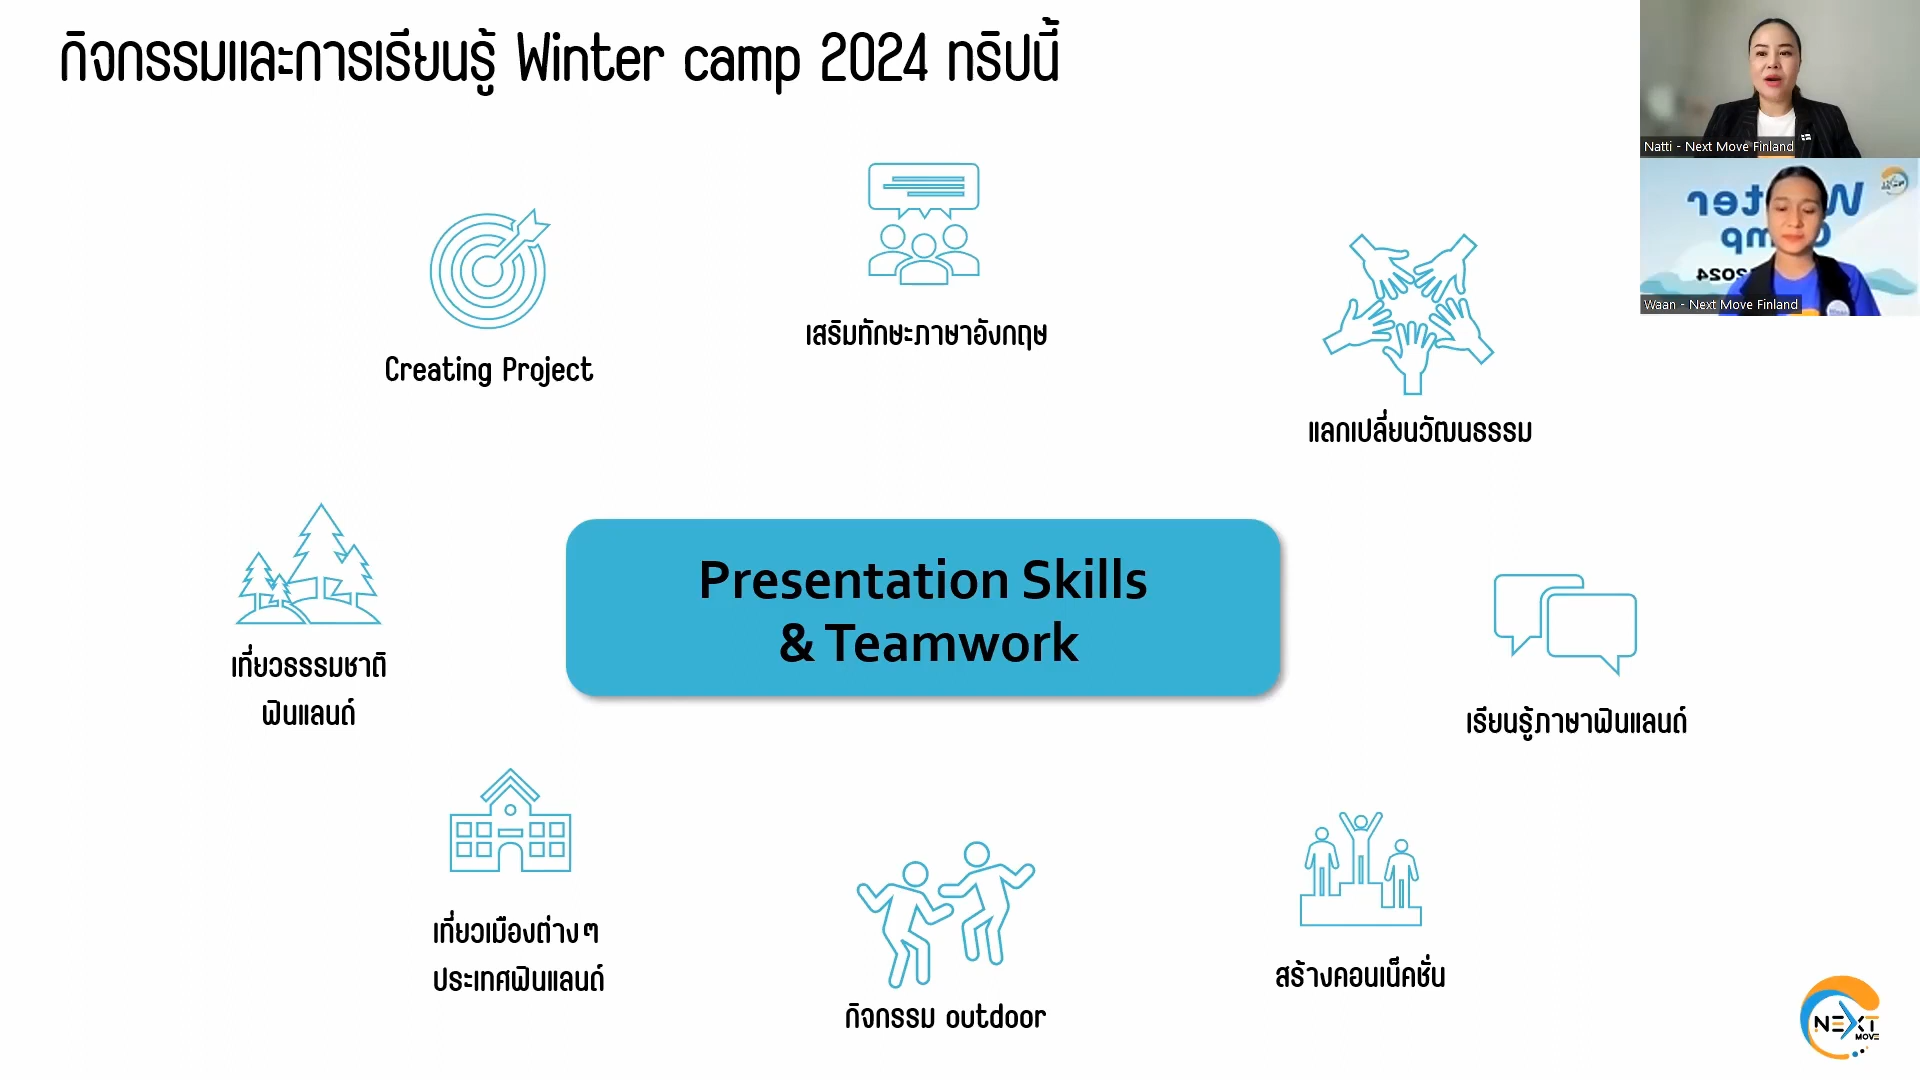 กิจกรรมและการเรียนรู้ Winter camp 2024 ทริปนี้
Natti - Next Move Finland
Winter
Camp
2024
Waan - Next Move Finland
เสริมทักษะภาษาอังกฤษ
Creating Project
แลกเปลี่ยนวัฒนธรรม
Presentation Skills
& Teamwork
เที่ยวธรรมชาติ
ฟินแลนด์
เรียนรู้ภาษาฟินแลนด์
เที่ยวเมืองต่างๆ
ประเทศฟินแลนด์
สร้างคอนเน็คชั่น
กิจกรรม outdoor
NEXT
MOVE